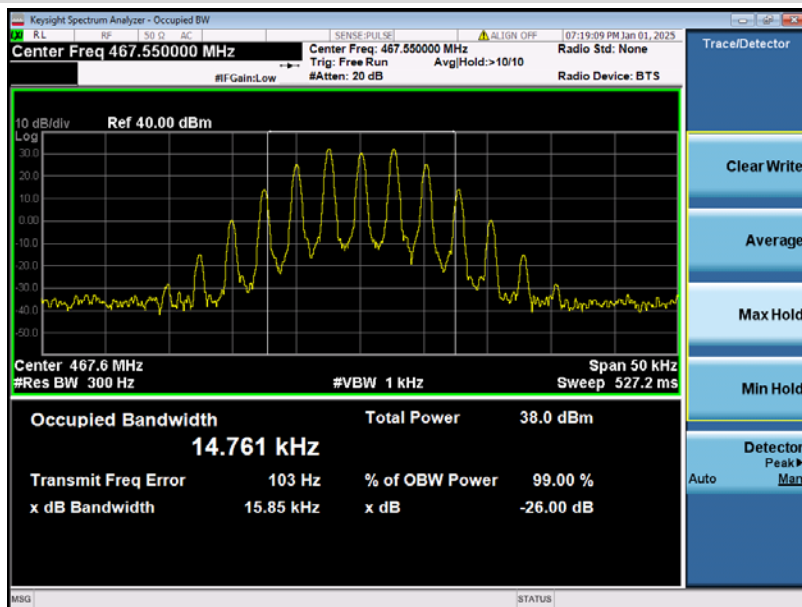 Keysight Spectrum Analyzer - Occupied BW
RL RF 50 Ω AC SENSE:PULSE ALIGN OFF 07:19:09 PM Jan 01, 2025
Center Freq 467.550000 MHz
Center Freq: 467.550000 MHz
Radio Std: None
Trig: Free Run Avg|Hold:>10/10
#IFGain:Low #Atten: 20 dB
Radio Device: BTS
10 dB/div Ref 40.00 dBm
Log
30.0
20.0
10.0
0.00
-10.0
-20.0
-30.0
-40.0
-50.0
Center 467.6 MHz Span 50 kHz
#Res BW 300 Hz #VBW 1 kHz Sweep 527.2 ms
Occupied Bandwidth Total Power 38.0 dBm
14.761 kHz
Transmit Freq Error 103 Hz % of OBW Power 99.00 %
x dB Bandwidth 15.85 kHz x dB -26.00 dB
MSG STATUS
Trace/Detector
Clear Write
Average
Max Hold
Min Hold
Detector
Peak▶
Auto Man